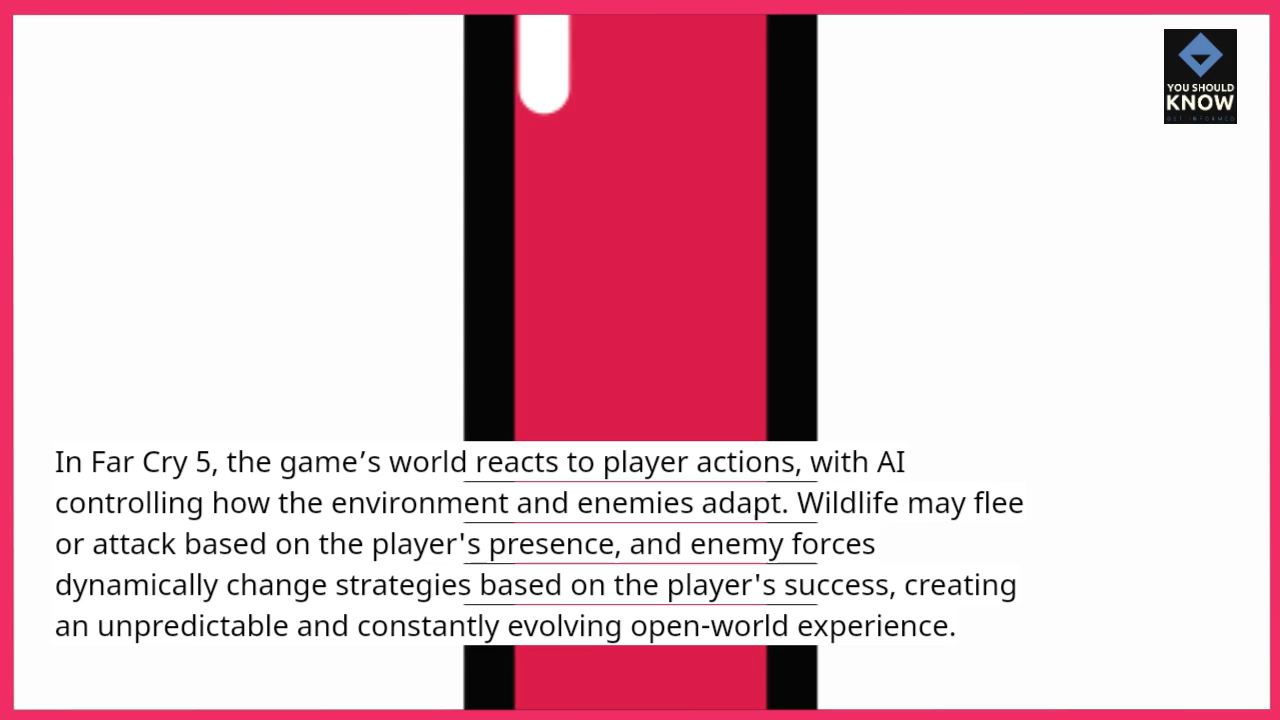 YOU SHOULD
KNOW
GET INFORMED
In Far Cry 5, the game’s world reacts to player actions, with AI
controlling how the environment and enemies adapt. Wildlife may flee
or attack based on the player's presence, and enemy forces
dynamically change strategies based on the player's success, creating
an unpredictable and constantly evolving open-world experience.